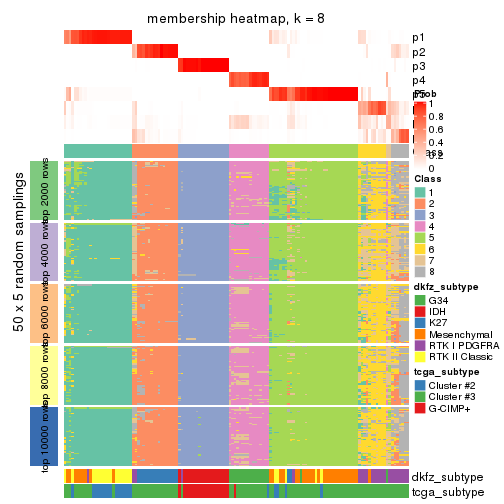 membership heatmap, k = 8
p1
p2
p3
p4
p5
Prob
1
0.8
0.6
0.4
0.2
0
Class
1
2
3
4
5
6
7
8
dkfz_subtype
G34
IDH
K27
Mesenchymal
RTK I PDGFRA
RTK II Classic
tcga_subtype
Cluster #2
Cluster #3
G-CIMP+
50 x 5 random samplings
top 2000 rows
top 4000 rows
top 6000 rows
top 8000 rows
top 10000 rows
dkfz_subtype
tcga_subtype